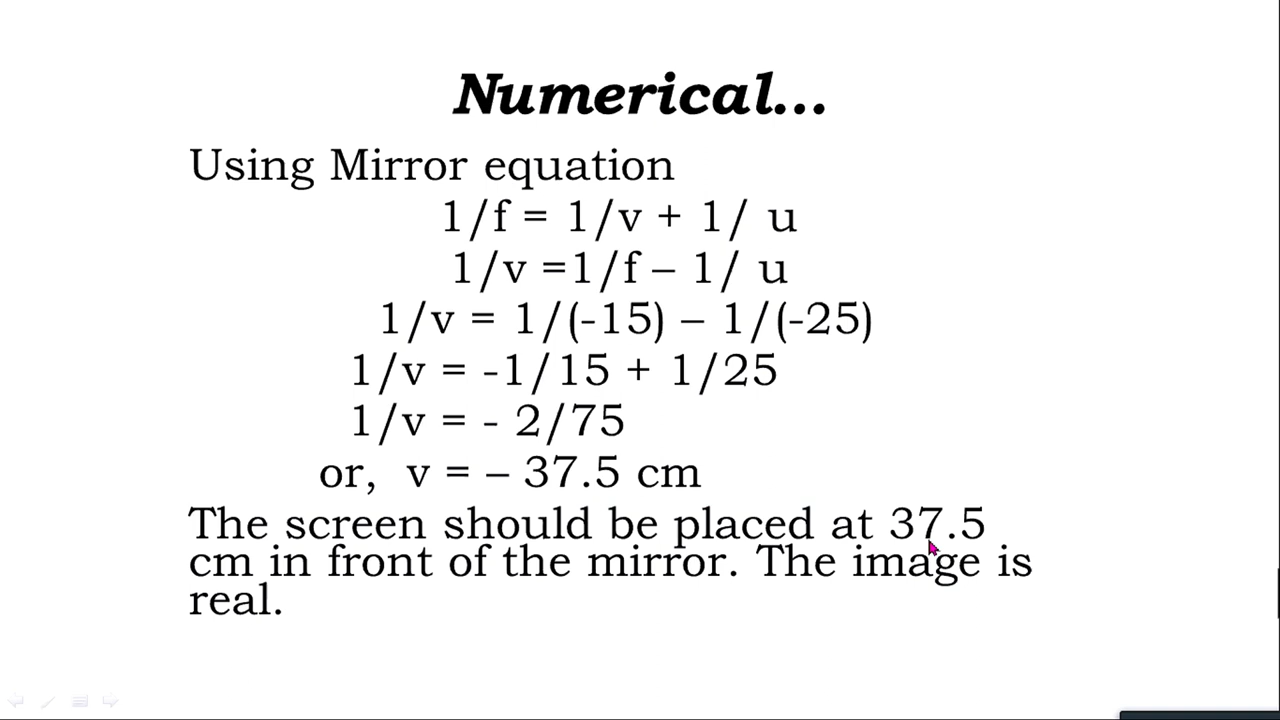 Numerical...
Using Mirror equation
1/f = 1/v + 1/ u
1/v =1/f – 1/ u
1/v = 1/(-15) – 1/(-25)
1/v = -1/15 + 1/25
1/v = - 2/75
or, v = – 37.5 cm
The screen should be placed at 37.5
cm in front of the mirror. The image is
real.